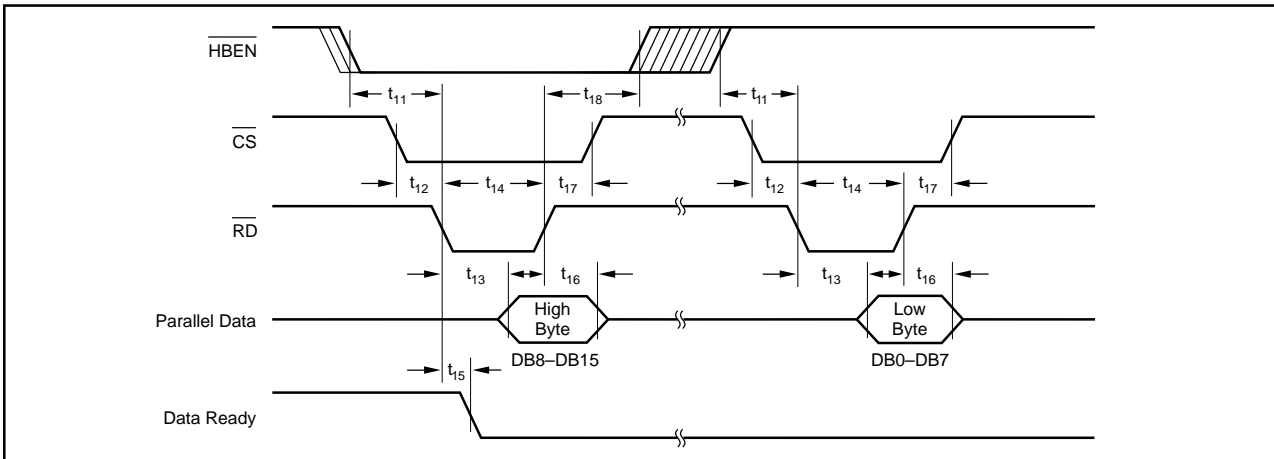 HBEN
t11 t18 t11
CS
t12 t14 t17 t12 t14 t17
RD
t13 t16 t13 t16
Parallel Data
High
Byte
Low
Byte
DB8–DB15
DB0–DB7
t15
Data Ready